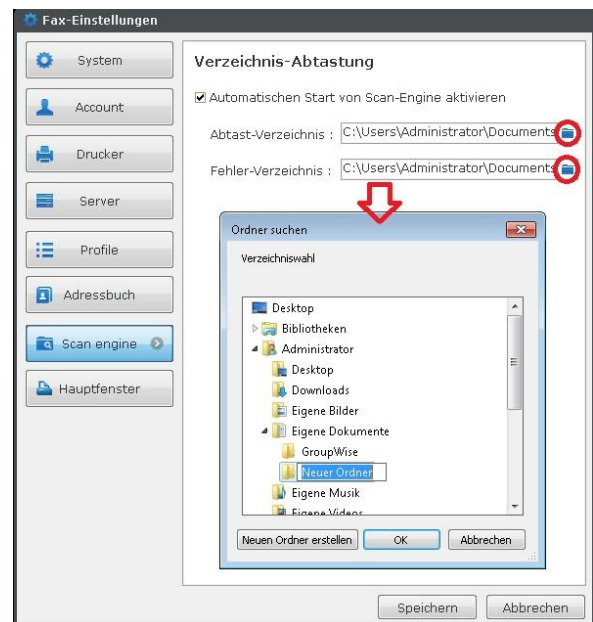 Fax-Einstellungen
System
Account
Drucker
Server
Profile
Adressbuch
Scan engine
Hauptfenster
Verzeichnis-Abtastung
Automatischen Start von Scan-Engine aktivieren
Abtast-Verzeichnis : C:\Users\Administrator\Documents
Fehler-Verzeichnis : C:\Users\Administrator\Documents
Ordner suchen
Verzeichniswahl
Desktop
Bibliotheken
Administrator
Desktop
Downloads
Eigene Bilder
Eigene Dokumente
GroupWise
Neuer Ordner
Eigene Musik
Eigene Videos
Neuen Ordner erstellen OK Abbrechen
Speichern Abbrechen